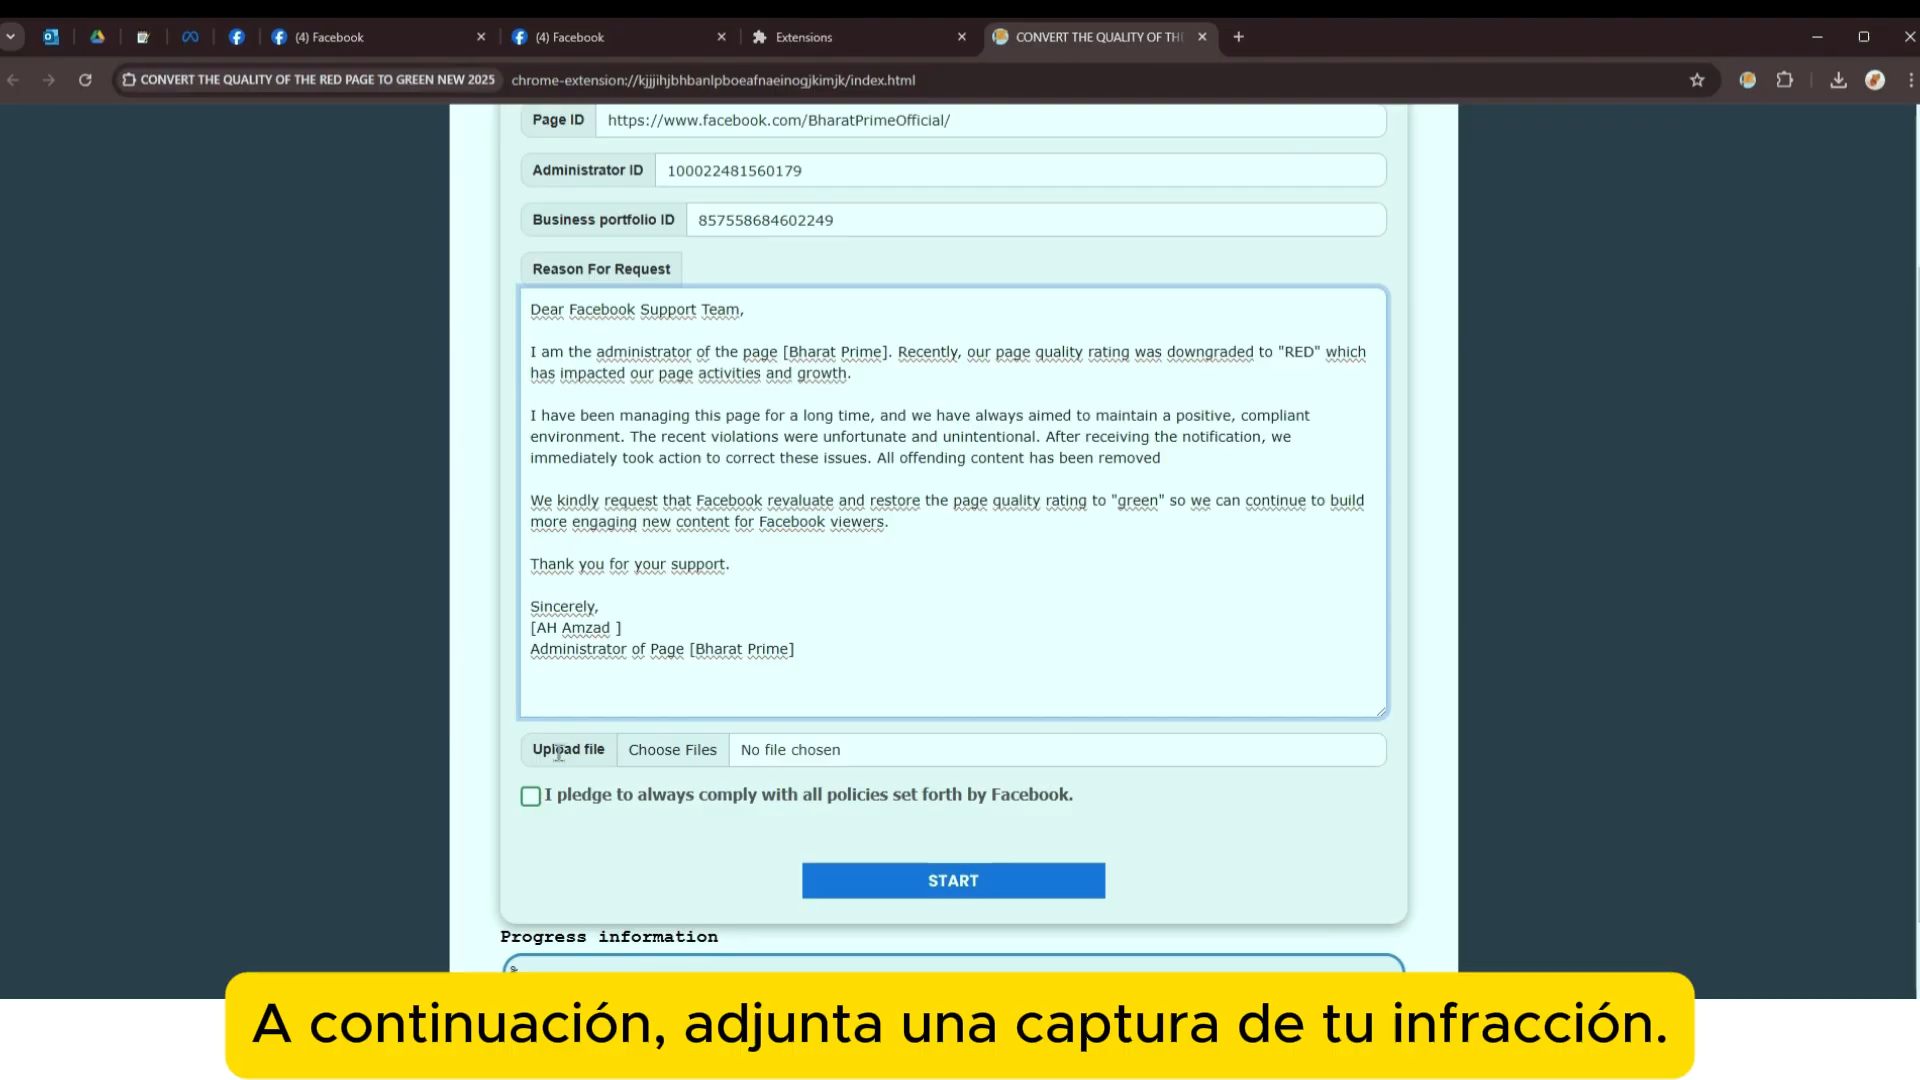 (4) Facebook
(4) Facebook
Extensions
CONVERT THE QUALITY OF TH
CONVERT THE QUALITY OF THE RED PAGE TO GREEN NEW 2025
chrome-extension://kjjjihjbhbanlpboeafnaeinogjkimjk/index.html
Page ID
https://www.facebook.com/BharatPrimeOfficial/
Administrator ID
100022481560179
Business portfolio ID
857558684602249
Reason For Request
Dear Facebook Support Team,
I am the administrator of the page [Bharat Prime]. Recently, our page quality rating was downgraded to "RED" which
has impacted our page activities and growth.
I have been managing this page for a long time, and we have always aimed to maintain a positive, compliant
environment. The recent violations were unfortunate and unintentional. After receiving the notification, we
immediately took action to correct these issues. All offending content has been removed
We kindly request that Facebook revaluate and restore the page quality rating to "green" so we can continue to build
more engaging new content for Facebook viewers.
Thank you for your support.
Sincerely,
[AH Amzad ]
Administrator of Page [Bharat Prime]
Upload file
Choose Files
No file chosen
I pledge to always comply with all policies set forth by Facebook.
START
Progress information
A continuación, adjunta una captura de tu infracción.